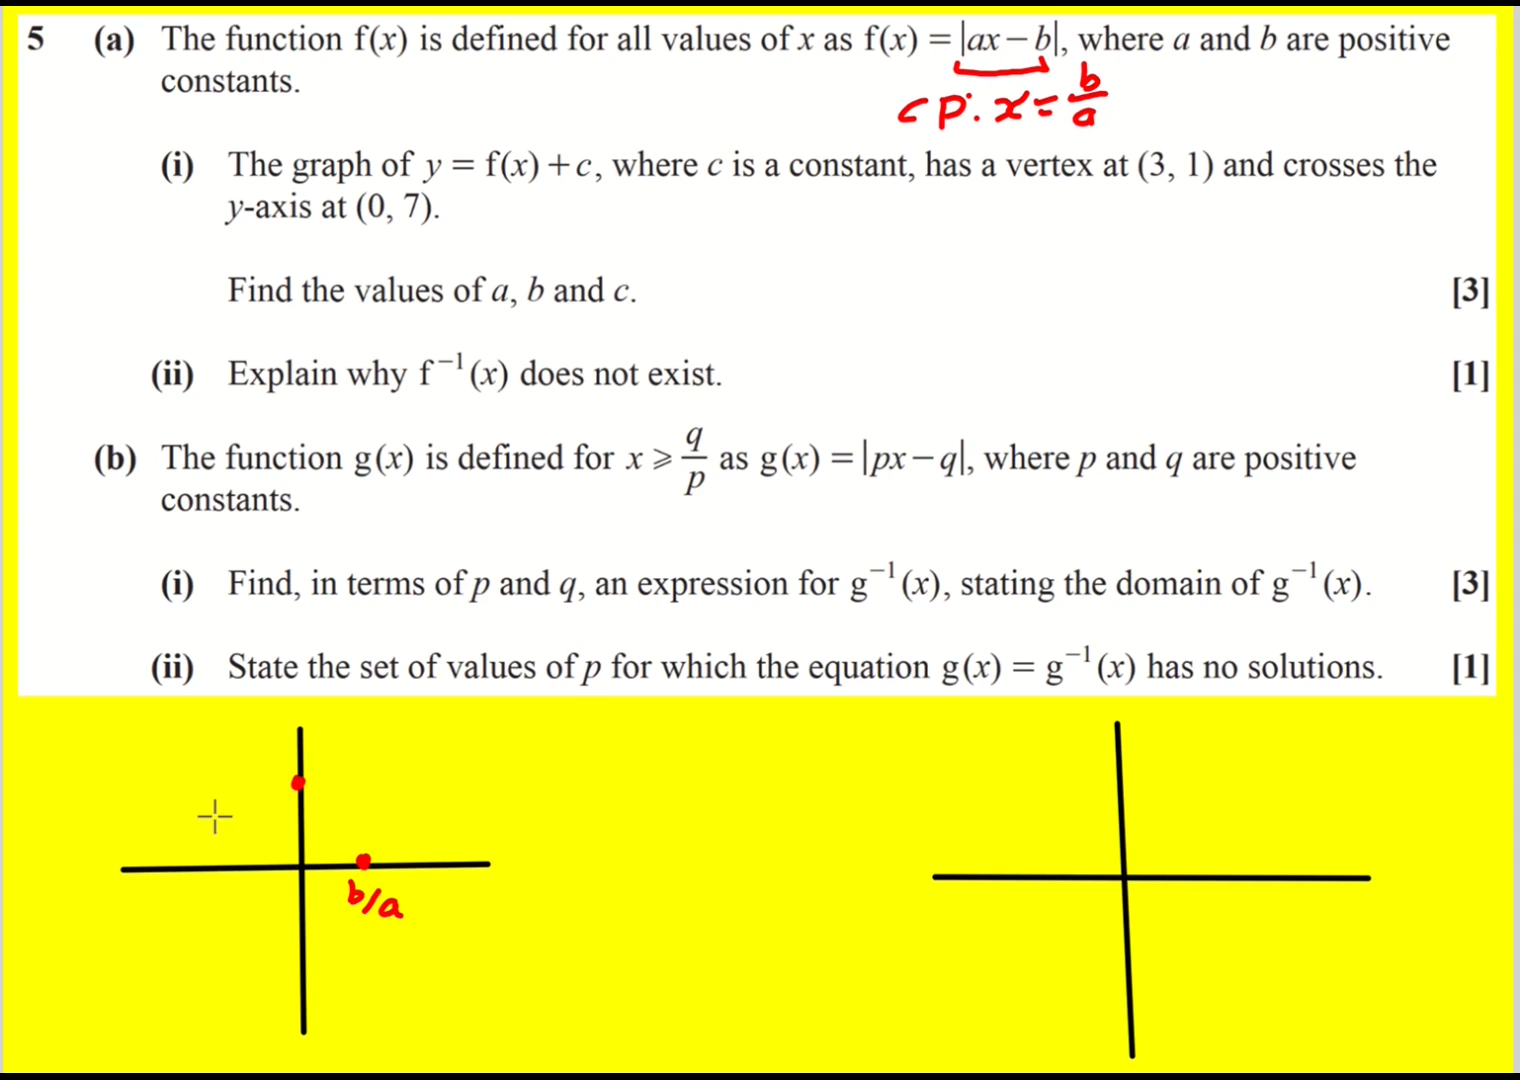 5 (a) The function f(x) is defined for all values of x as f(x) = |ax − b|, where a and b are positive
constants.
cp: x = b/a
(i) The graph of y = f(x) + c, where c is a constant, has a vertex at (3, 1) and crosses the
y-axis at (0, 7).
Find the values of a, b and c. [3]
(ii) Explain why f⁻¹(x) does not exist. [1]
(b) The function g(x) is defined for x ⩾ q/p as g(x) = |px − q|, where p and q are positive
constants.
(i) Find, in terms of p and q, an expression for g⁻¹(x), stating the domain of g⁻¹(x). [3]
(ii) State the set of values of p for which the equation g(x) = g⁻¹(x) has no solutions. [1]
b/a